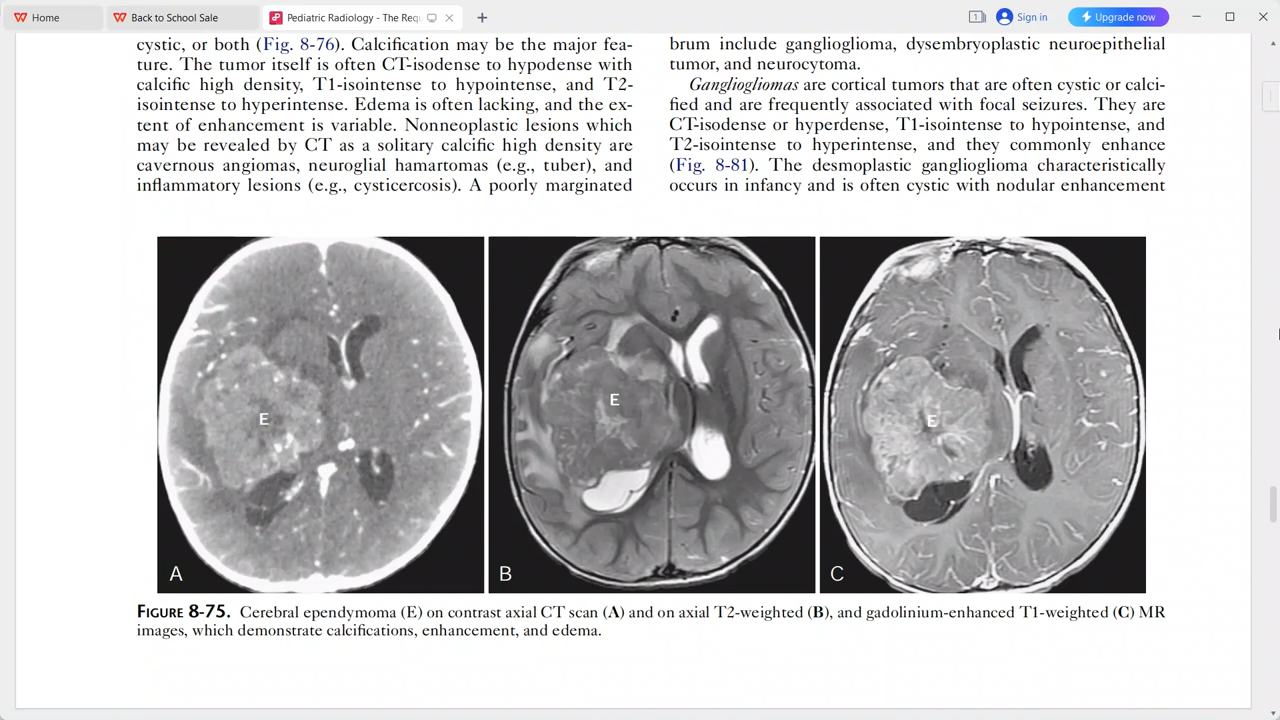 Home
Back to School Sale
Pediatric Radiology - The Req
1
Sign in
Upgrade now
cystic, or both (Fig. 8-76). Calcification may be the major fea-
ture. The tumor itself is often CT-isodense to hypodense with
calcific high density, T1-isointense to hypointense, and T2-
isointense to hyperintense. Edema is often lacking, and the ex-
tent of enhancement is variable. Nonneoplastic lesions which
may be revealed by CT as a solitary calcific high density are
cavernous angiomas, neuroglial hamartomas (e.g., tuber), and
inflammatory lesions (e.g., cysticercosis). A poorly marginated
brum include ganglioglioma, dysembryoplastic neuroepithelial
tumor, and neurocytoma.
Gangliogliomas are cortical tumors that are often cystic or calci-
fied and are frequently associated with focal seizures. They are
CT-isodense or hyperdense, T1-isointense to hypointense, and
T2-isointense to hyperintense, and they commonly enhance
(Fig. 8-81). The desmoplastic ganglioglioma characteristically
occurs in infancy and is often cystic with nodular enhancement
E
A
E
B
E
C
FIGURE 8-75. Cerebral ependymoma (E) on contrast axial CT scan (A) and on axial T2-weighted (B), and gadolinium-enhanced T1-weighted (C) MR
images, which demonstrate calcifications, enhancement, and edema.